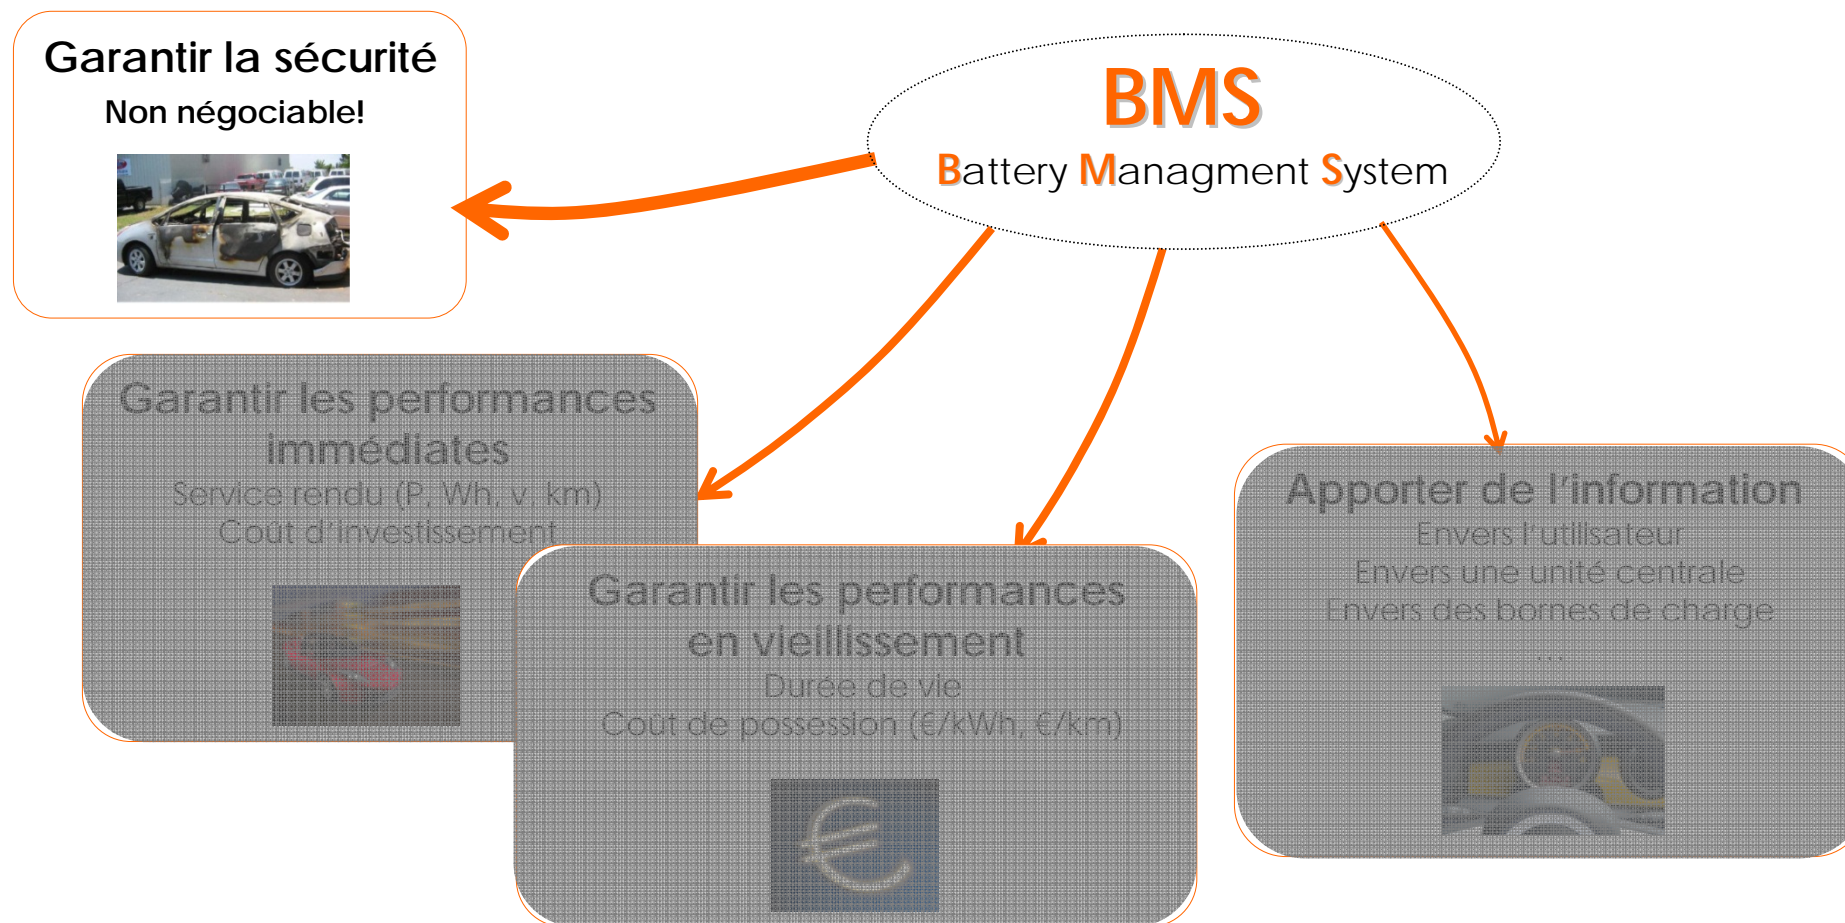 Garantir la sécurité
Non négociable!
BMS
Battery Managment System
Garantir les performances
immédiates
Service rendu (P, Wh, v km)
Coût d'investissement
Garantir les performances
en vieillissement
Durée de vie
Coût de possession (€/kWh, €/km)
Apporter de l'information
Envers l'utilisateur
Envers une unité centrale
Envers des bornes de charge
...